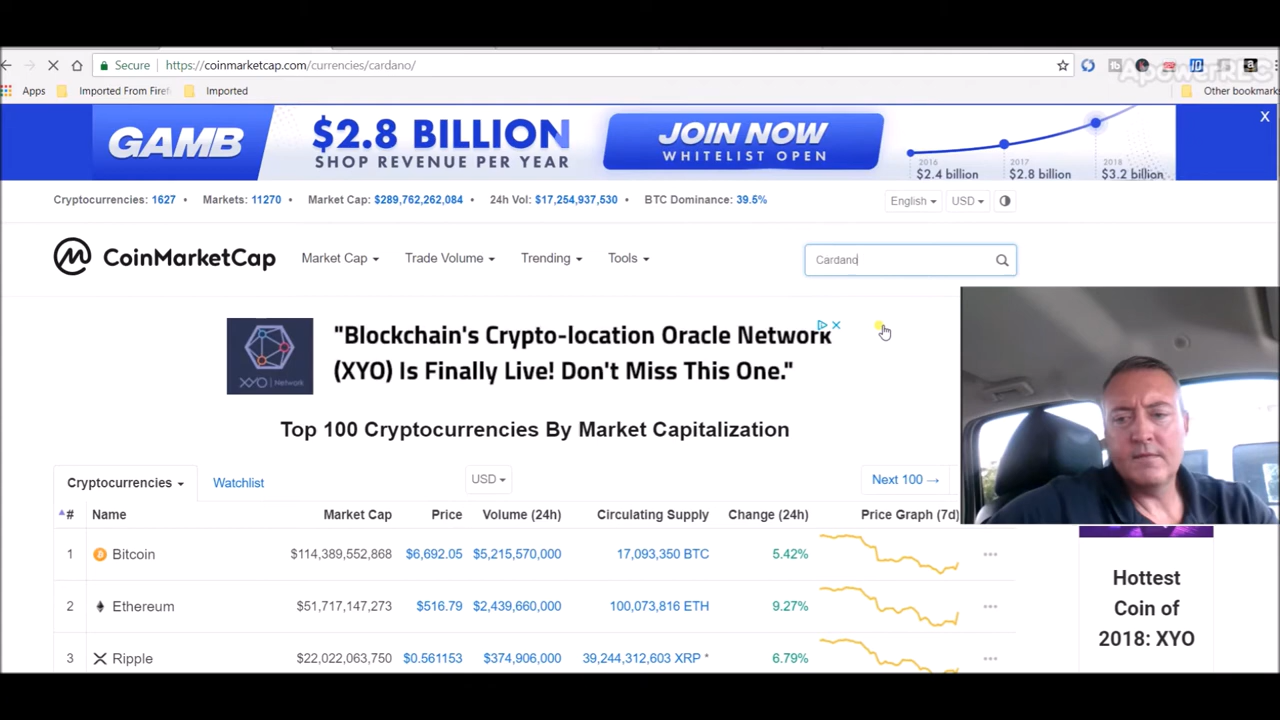 Secure https://coinmarketcap.com/currencies/cardano/
ApowerREC
Apps Imported From Firef Imported Other bookmark
GAMB
$2.8 BILLION
SHOP REVENUE PER YEAR
JOIN NOW
WHITELIST OPEN
2016
$2.4 billion
2017
$2.8 billion
2018
$3.2 billion
X
Cryptocurrencies: 1627 • Markets: 11270 • Market Cap: $289,762,262,084 • 24h Vol: $17,254,937,530 • BTC Dominance: 39.5%
English USD
CoinMarketCap Market Cap Trade Volume Trending Tools Cardano
XYO Network
"Blockchain's Crypto-location Oracle Network
(XYO) Is Finally Live! Don't Miss This One."
Top 100 Cryptocurrencies By Market Capitalization
Cryptocurrencies Watchlist USD Next 100 →
# Name Market Cap Price Volume (24h) Circulating Supply Change (24h) Price Graph (7d)
1 Bitcoin $114,389,552,868 $6,692.05 $5,215,570,000 17,093,350 BTC 5.42%
2 Ethereum $51,717,147,273 $516.79 $2,439,660,000 100,073,816 ETH 9.27%
3 Ripple $22,022,063,750 $0.561153 $374,906,000 39,244,312,603 XRP * 6.79%
Hottest
Coin of
2018: XYO